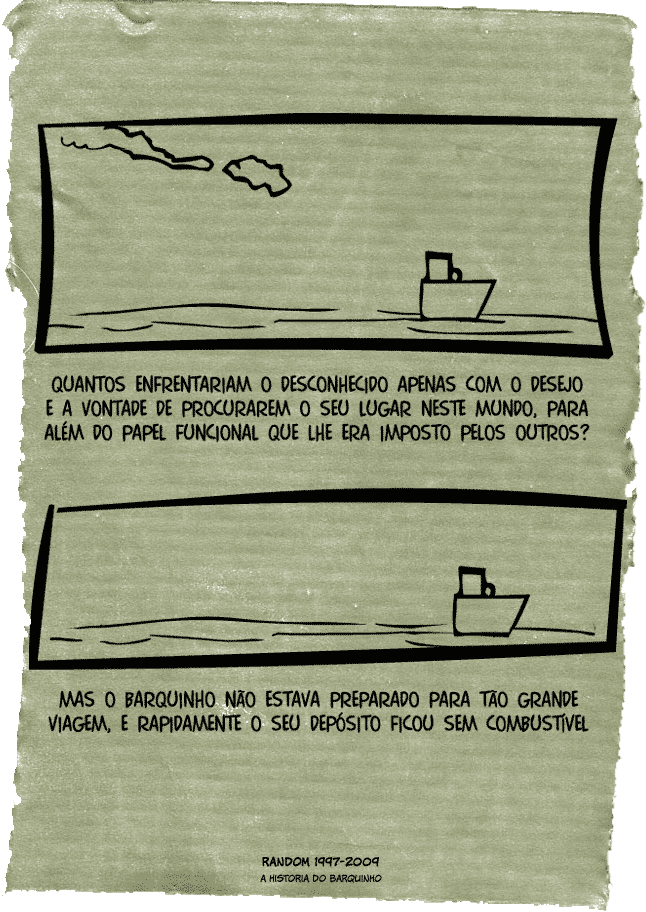 QUANTOS ENFRENTARIAM O DESCONHECIDO APENAS COM O DESEJO
E A VONTADE DE PROCURAREM O SEU LUGAR NESTE MUNDO, PARA
ALÉM DO PAPEL FUNCIONAL QUE LHE ERA IMPOSTO PELOS OUTROS?
MAS O BARQUINHO NÃO ESTAVA PREPARADO PARA TÃO GRANDE
VIAGEM, E RAPIDAMENTE O SEU DEPÓSITO FICOU SEM COMBUSTÍVEL
RANDOM 1997-2009
A HISTORIA DO BARQUINHO